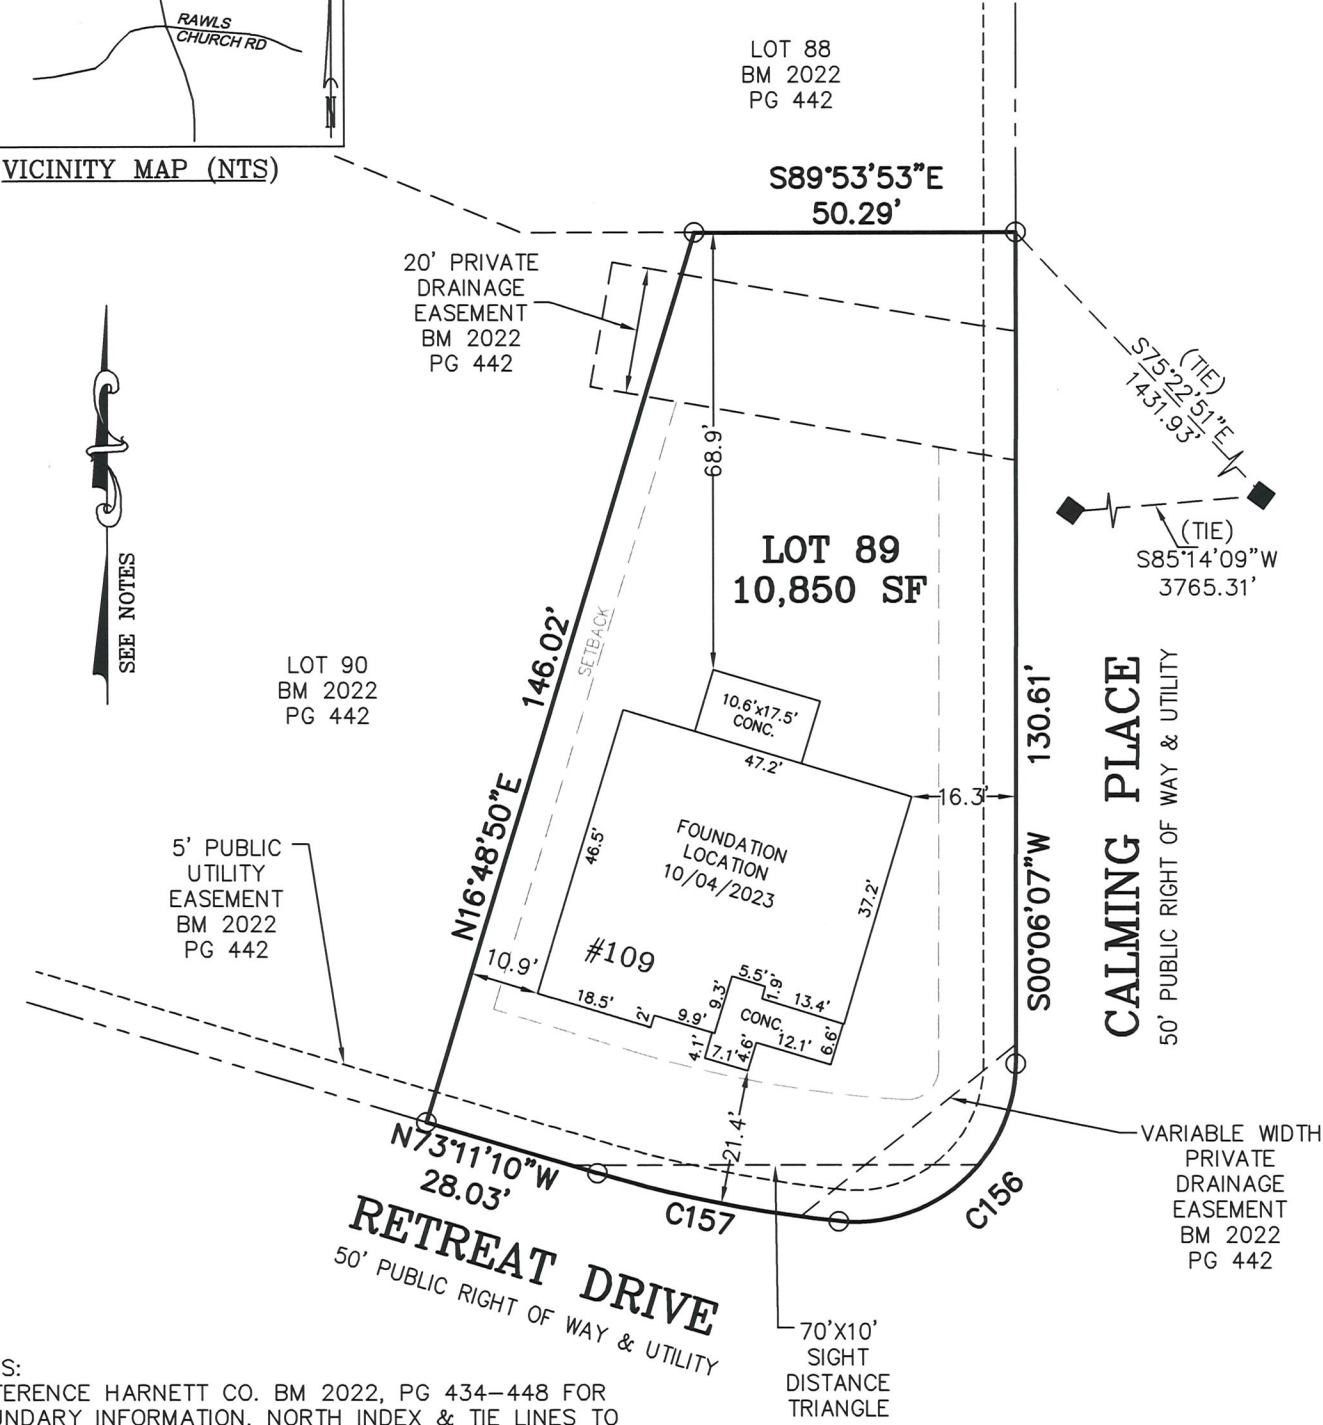 RAWLS
CHURCH RD
N
VICINITY MAP (NTS)
LOT 88
BM 2022
PG 442
S89°53'53"E
50.29'
20' PRIVATE
DRAINAGE
EASEMENT
BM 2022
PG 442
(TIE)
S75°22'51"E
1431.93'
(TIE)
S85°14'09"W
3765.31'
68.9'
LOT 89
10,850 SF
SEE NOTES
SETBACK
146.02'
N16°48'50"E
LOT 90
BM 2022
PG 442
10.6'x17.5'
CONC.
47.2'
16.3'
130.61'
S00°06'07"W
CALMING PLACE
50' PUBLIC RIGHT OF WAY & UTILITY
46.5'
FOUNDATION
LOCATION
10/04/2023
37.2'
5' PUBLIC
UTILITY
EASEMENT
BM 2022
PG 442
#109
10.9'
18.5'
2'
9.9'
9.3'
5.5'
1.9'
13.4'
CONC.
4.1'
7.1'
4.6'
12.1'
6.6'
21.4'
N73°11'10"W
28.03'
C157
C156
VARIABLE WIDTH
PRIVATE
DRAINAGE
EASEMENT
BM 2022
PG 442
RETREAT DRIVE
50' PUBLIC RIGHT OF WAY & UTILITY
70'X10'
SIGHT
DISTANCE
TRIANGLE
S:
FERENCE HARNETT CO. BM 2022, PG 434-448 FOR
UNDARY INFORMATION, NORTH INDEX & TIE LINES TO